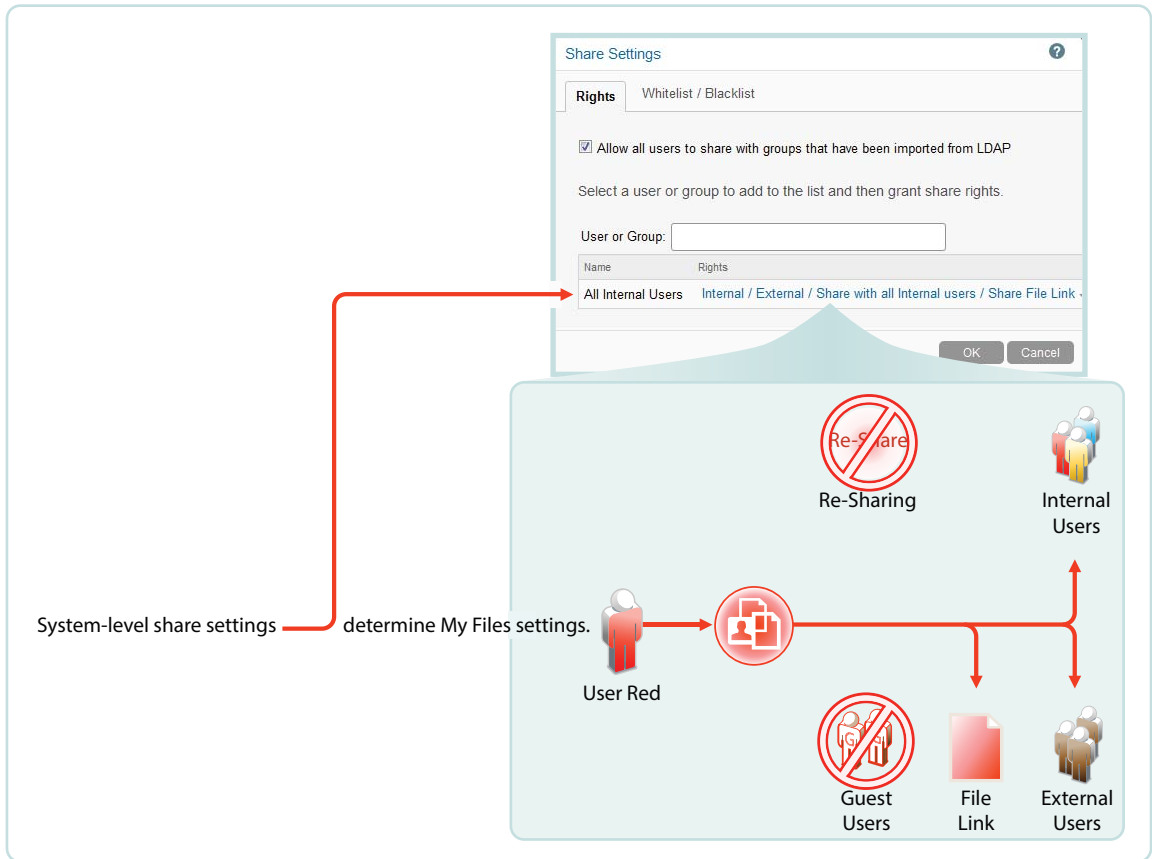 Share Settings
?
Rights
Whitelist / Blacklist
Allow all users to share with groups that have been imported from LDAP
Select a user or group to add to the list and then grant share rights.
User or Group:
Name Rights
All Internal Users Internal / External / Share with all Internal users / Share File Link
OK Cancel
Re-Share
Re-Sharing
Internal
Users
System-level share settings determine My Files settings.
User Red
G G
Guest
Users
File
Link
External
Users